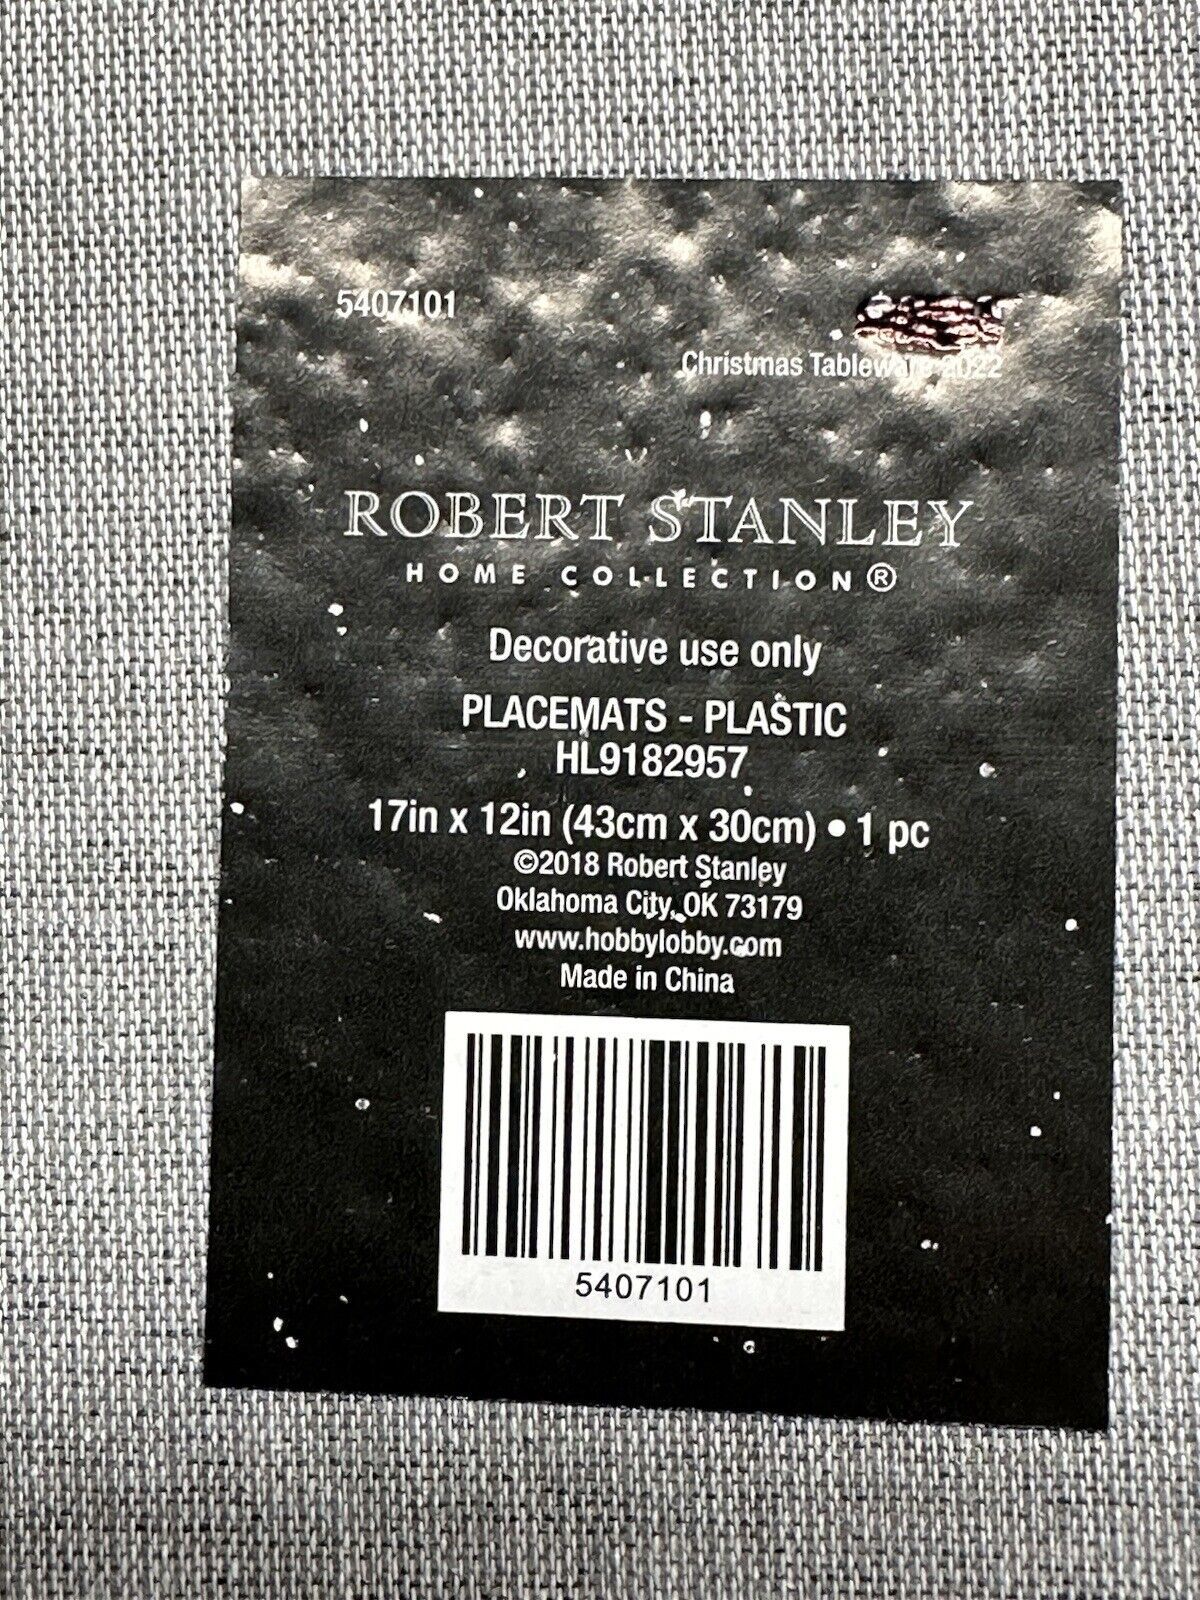 5407101
Christmas Tableware 2022
ROBERT STANLEY
HOME COLLECTION®
Decorative use only
PLACEMATS - PLASTIC
HL9182957
17in x 12in (43cm x 30cm) • 1 pc
©2018 Robert Stanley
Oklahoma City, OK 73179
www.hobbylobby.com
Made in China
5407101